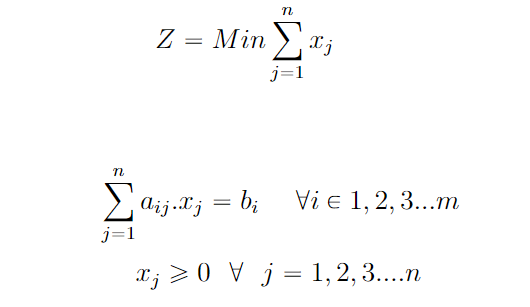 Z = Min ∑_{j=1}^{n} x_j
∑_{j=1}^{n} a_{ij}.x_j = b_i ∀i ∈ 1, 2, 3...m
x_j ⩾ 0 ∀ j = 1, 2, 3....n